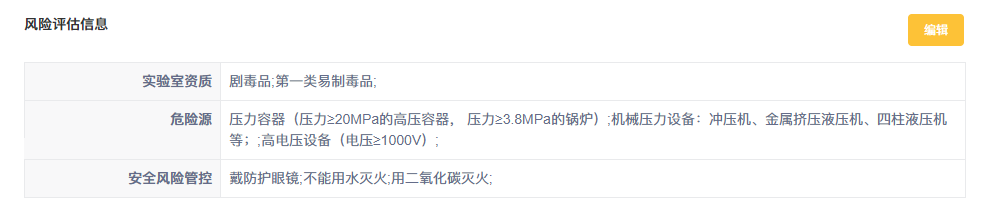 风险评估信息
编辑
实验室资质 剧毒品;第一类易制毒品;
危险源 压力容器（压力≥20MPa的高压容器， 压力≥3.8MPa的锅炉）;机械压力设备：冲压机、金属挤压液压机、四柱液压机
等；;高电压设备（电压≥1000V）;
安全风险管控 戴防护眼镜;不能用水灭火;用二氧化碳灭火;